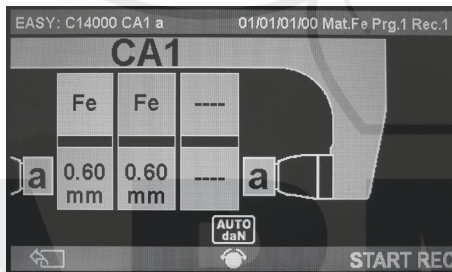 EASY: C14000 CA1 a 01/01/01/00 Mat.Fe Prg.1 Rec.1
CA1
Fe Fe ----
a 0.60 mm 0.60 mm ---- a
AUTO daN
START REC